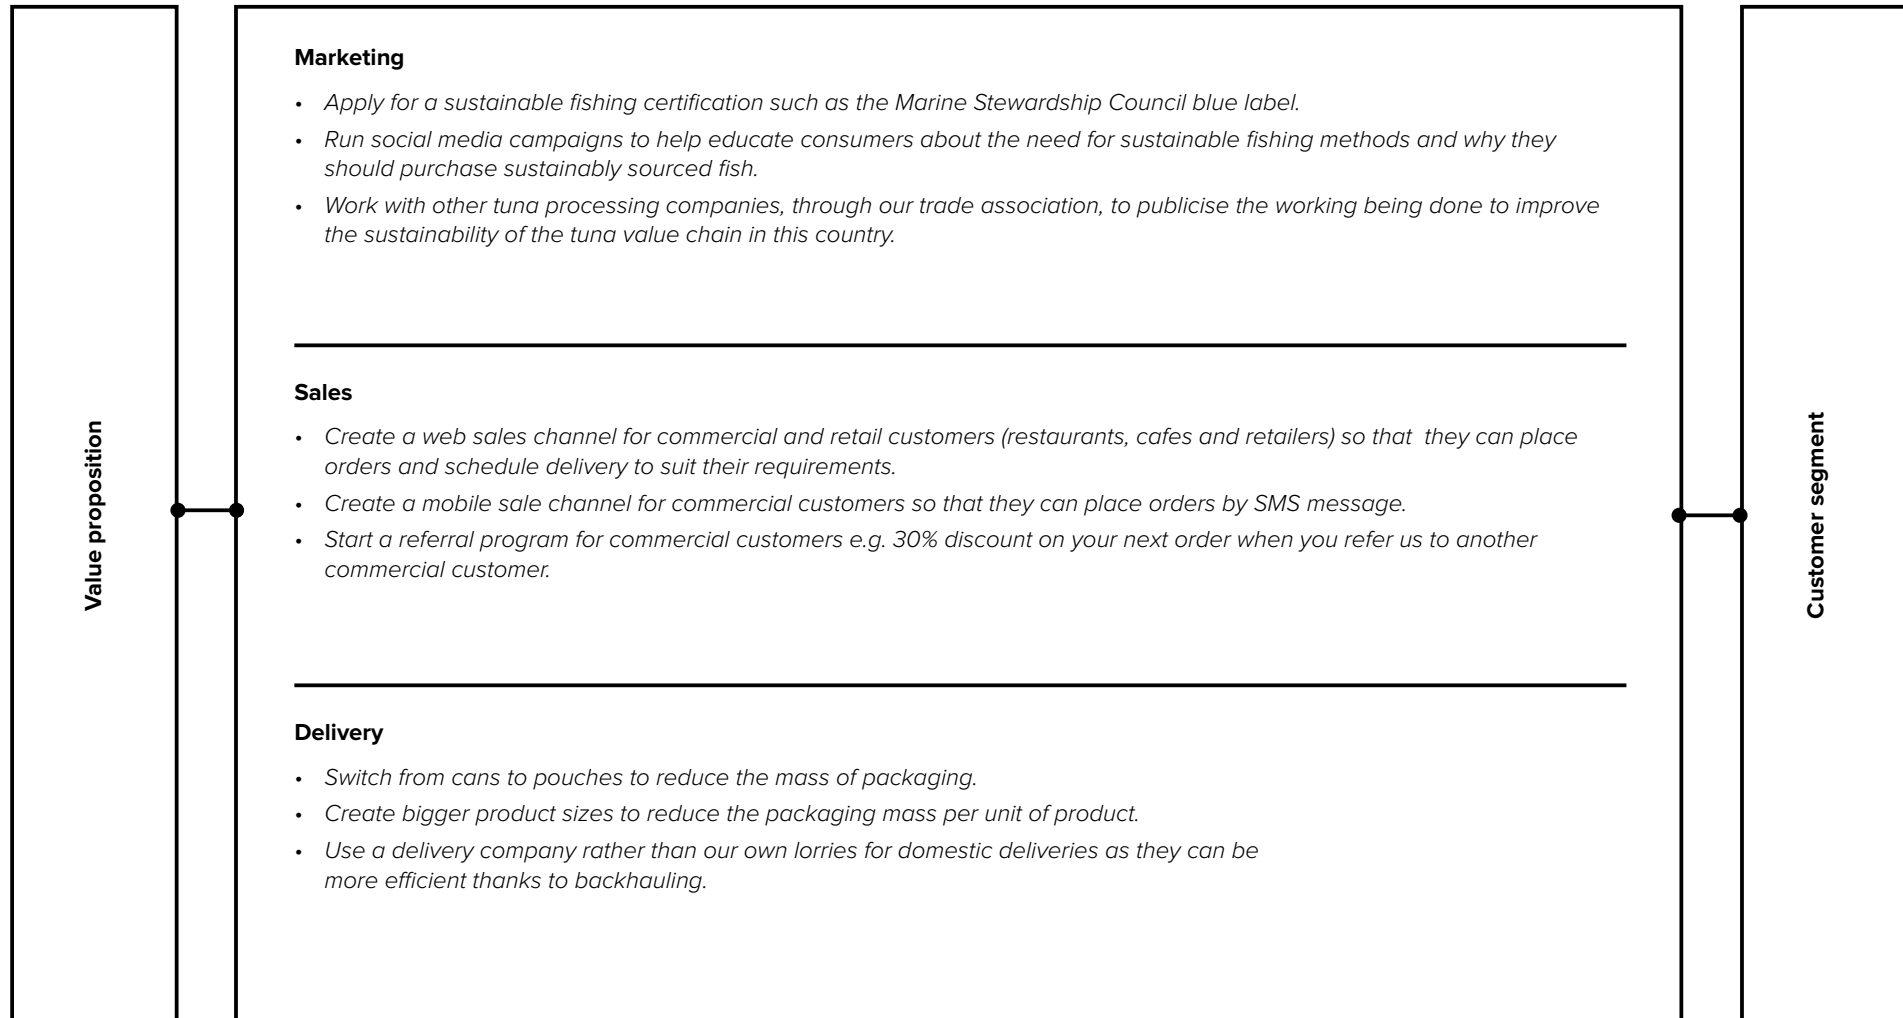 Value proposition
Marketing
• Apply for a sustainable fishing certification such as the Marine Stewardship Council blue label.
• Run social media campaigns to help educate consumers about the need for sustainable fishing methods and why they
should purchase sustainably sourced fish.
• Work with other tuna processing companies, through our trade association, to publicise the working being done to improve
the sustainability of the tuna value chain in this country.
Sales
• Create a web sales channel for commercial and retail customers (restaurants, cafes and retailers) so that  they can place
orders and schedule delivery to suit their requirements.
• Create a mobile sale channel for commercial customers so that they can place orders by SMS message.
• Start a referral program for commercial customers e.g. 30% discount on your next order when you refer us to another
commercial customer.
Delivery
• Switch from cans to pouches to reduce the mass of packaging.
• Create bigger product sizes to reduce the packaging mass per unit of product.
• Use a delivery company rather than our own lorries for domestic deliveries as they can be
more efficient thanks to backhauling.
Customer segment